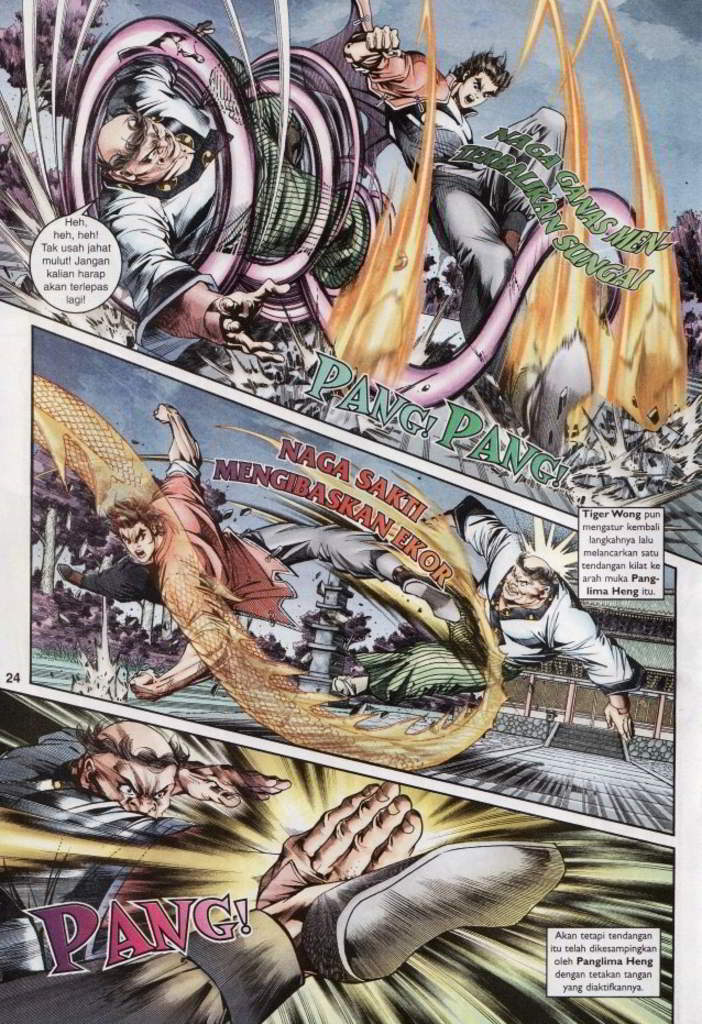 Heh,
heh, heh!
Tak usah jahat
mulut! Jangan
kalian harap
akan terlepas
lagi!
NAGA GANAS MEN-
TERBALIKKAN
SUNGAI
PANG! PANG!
NAGA SAKTI
MENGIBASKAN EKOR
Tiger Wong pun
mengatur kembali
langkahnya lalu
melancarkan satu
tendangan kilat ke
arah muka Pang-
lima Heng itu.
24
PANG!
Akan tetapi tendangan
itu telah dikesampingkan
oleh Panglima Heng
dengan tetakan tangan
yang diaktifkannya.